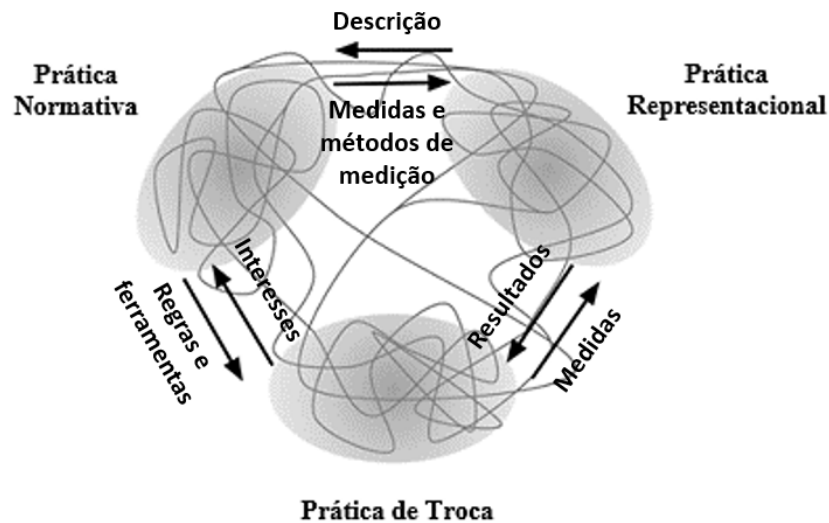 Descrição
Prática
Normativa
Prática
Representacional
Medidas e
métodos de
medição
Interesses
Regras e
ferramentas
Resultados
Medidas
Prática de Troca